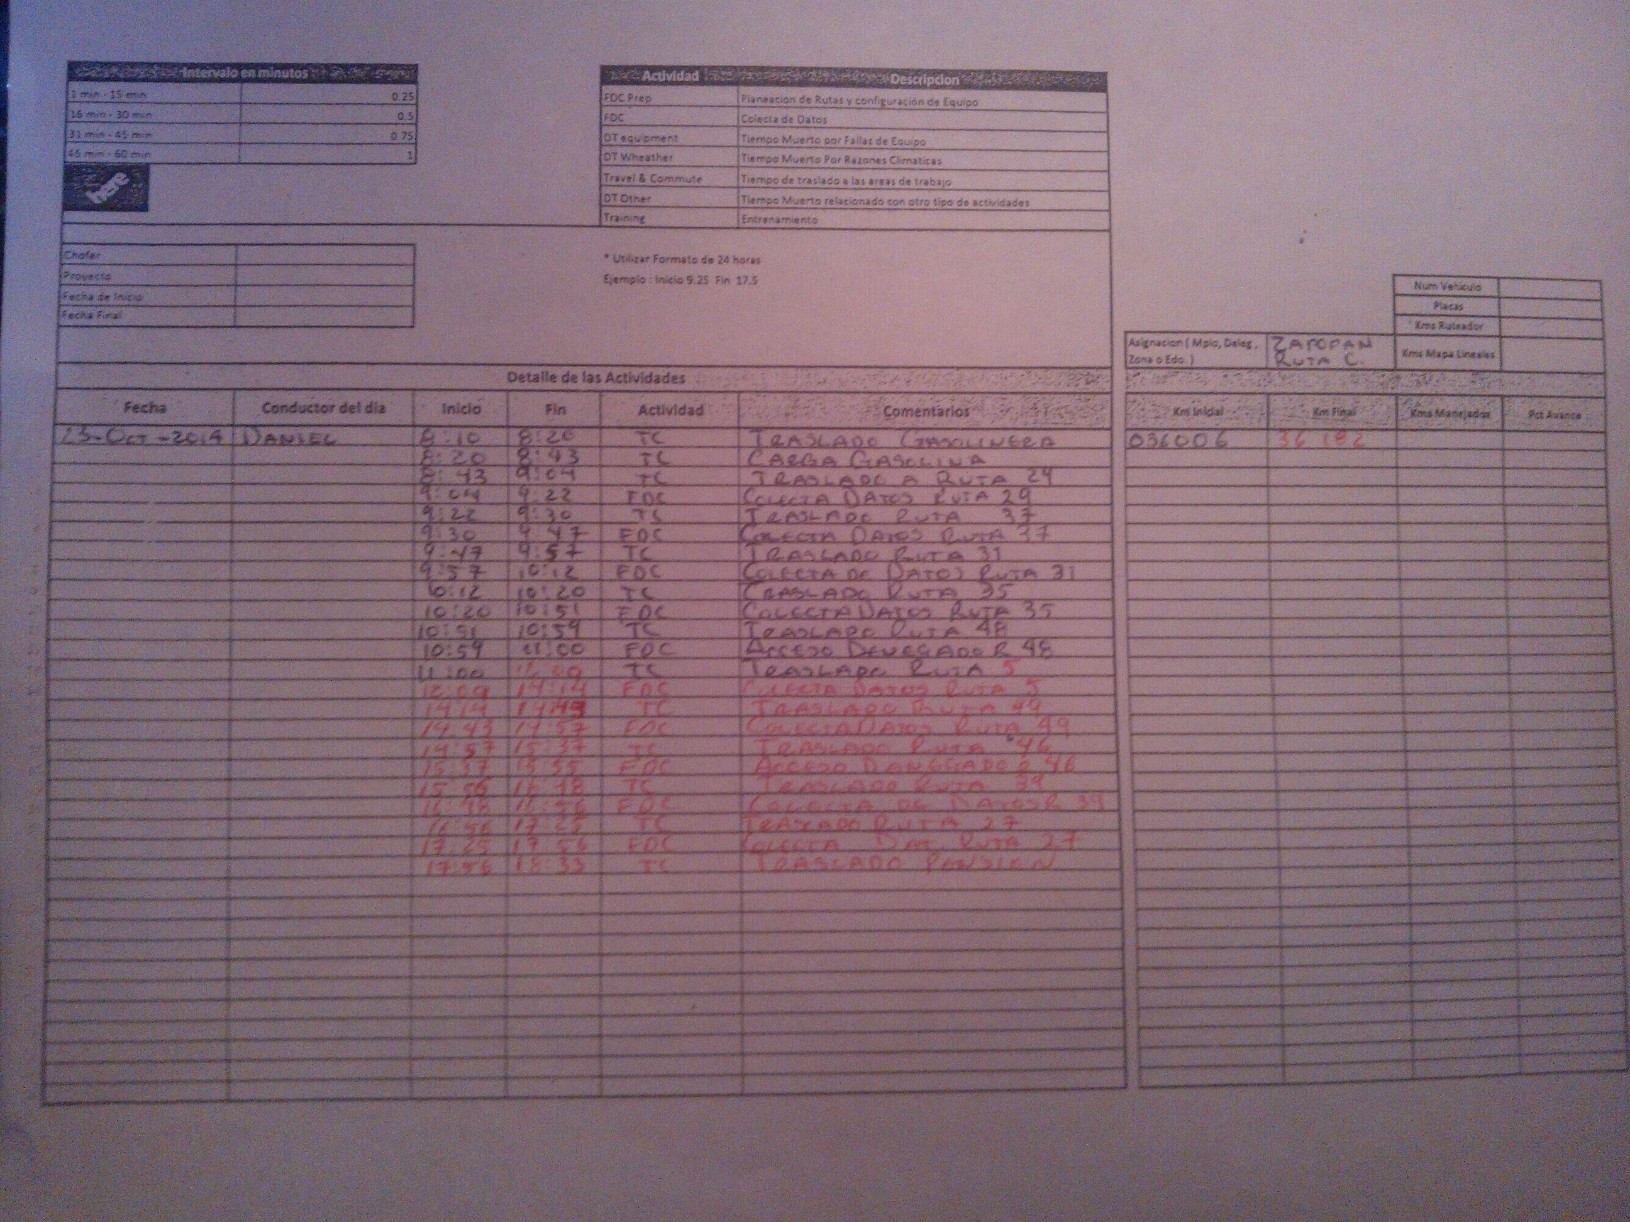 Intervalo en minutos
1 min - 15 min 0.25
16 min - 30 min 0.5
31 min - 45 min 0.75
46 min - 60 min 1
here
Actividad Descripcion
FDC Prep Planeacion de Rutas y configuración de Equipo
FDC Colecta de Datos
DT equipment Tiempo Muerto por Fallas de Equipo
DT Wheather Tiempo Muerto Por Razones Climaticas
Travel & Commute Tiempo de traslado a las areas de trabajo
DT Other Tiempo Muerto relacionado con otro tipo de actividades
Training Entrenamiento
Chofer
Proyecto
Fecha de Inicio
Fecha Final
* Utilizar Formato de 24 horas
Ejemplo : Inicio 9.25 Fin 17.5
Num Vehiculo
Placas
Kms Ruteador
Kms Mapa Lineales
Asignacion ( Mpio, Deleg , Zona o Edo. ) ZAPOPAN RUTA C.
Detalle de las Actividades
Fecha Conductor del dia Inicio Fin Actividad Comentarios Km Inicial Km Final Kms Manejados Pct Avance
23-OCT-2014 DANIEL 8:10 8:20 TC TRASLADO GASOLINERA 036006 36182
8:20 8:43 TC CARGA GASOLINA
8:43 9:04 TC TRASLADO A RUTA
9:04 9:22 FDC COLECTA DATOS RUTA
9:22 9:30 TC TRASLADO RUTA 37
9:30 9:47 FDC COLECTA DATOS RUTA 37
9:47 9:57 TC TRASLADO RUTA 31
9:57 10:12 FDC COLECTA DE DATOS RUTA 31
10:12 10:20 TC TRASLADO RUTA 35
10:20 10:51 FDC COLECTA DATOS RUTA 35
10:51 10:59 TC TRASLADO RUTA 48
10:59 11:00 FDC ACCESO DENEGADO R 48
11:00 TC TRASLADO RUTA 5
12:09 14:14 FDC COLECTA DATOS RUTA 5
14:14 14:43 TC TRASLADO RUTA 49
14:43 14:57 FDC COLECTA DATOS RUTA 49
14:57 15:37 TC TRASLADO RUTA 46
15:37 15:55 FDC ACCESO DANEGADO R 46
16:18 TC TRASLADO RUTA
16:56 FDC COLECTA DE DATOS R
16:56 17:25 TC TRASLADO RUTA 27
17:25 17:56 FDC COLECTA DAT. RUTA 27
17:56 18:33 TC TRASLADO PENSION